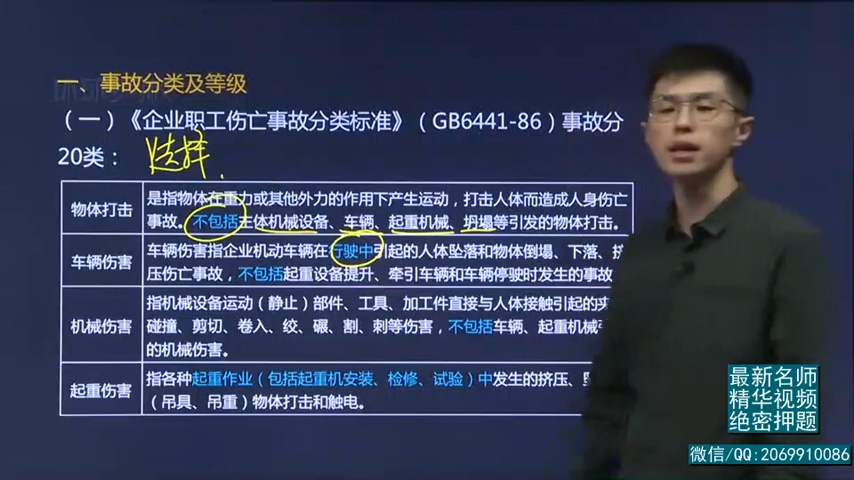 一、事故分类及等级
（一）《企业职工伤亡事故分类标准》（GB6441-86）事故分
20类：
选择
物体打击
是指物体在重力或其他外力的作用下产生运动，打击人体而造成人身伤亡
事故。不包括主体机械设备、车辆、起重机械、坍塌等引发的物体打击。
车辆伤害
车辆伤害指企业机动车辆在行驶中引起的人体坠落和物体倒塌、下落、挤
压伤亡事故，不包括起重设备提升、牵引车辆和车辆停驶时发生的事故
机械伤害
指机械设备运动（静止）部件、工具、加工件直接与人体接触引起的夹
碰撞、剪切、卷入、绞、碾、割、刺等伤害，不包括车辆、起重机械
的机械伤害。
起重伤害
指各种起重作业（包括起重机安装、检修、试验）中发生的挤压、
（吊具、吊重）物体打击和触电。
最新名师
精华视频
绝密押题
微信/QQ:2069910086